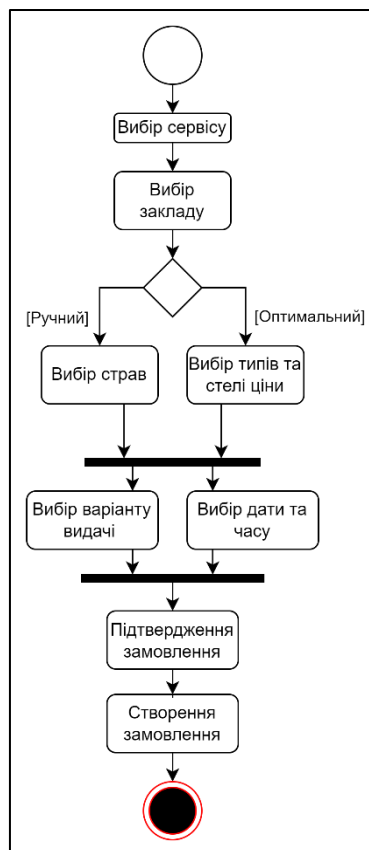 Вибір сервісу
Вибір
закладу
[Ручний]
[Оптимальний]
Вибір страв
Вибір типів та
стелі ціни
Вибір варіанту
видачі
Вибір дати та
часу
Підтвердження
замовлення
Створення
замовлення